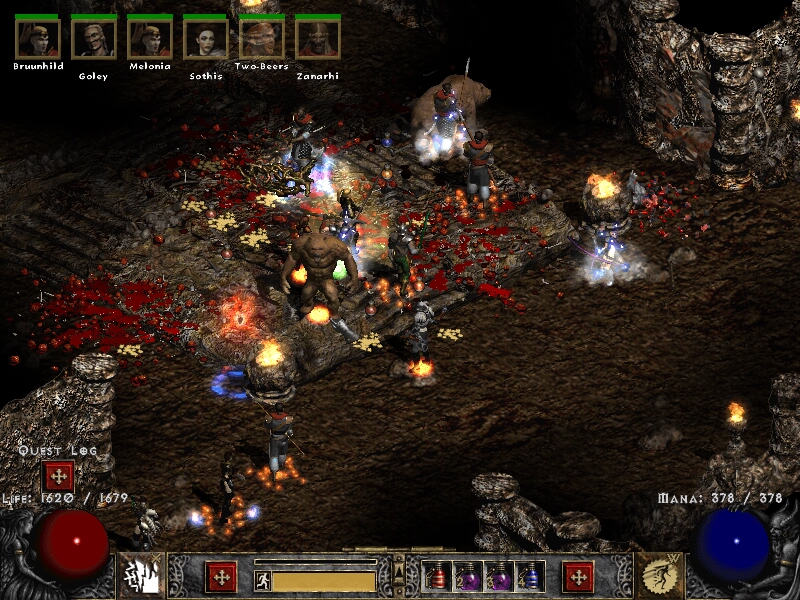 Bruunhild
Melonia
Two-Beers
Goley
Sothis
Zanarhi
Quest Log
Life: 1620 / 1679
Mana: 378 / 378